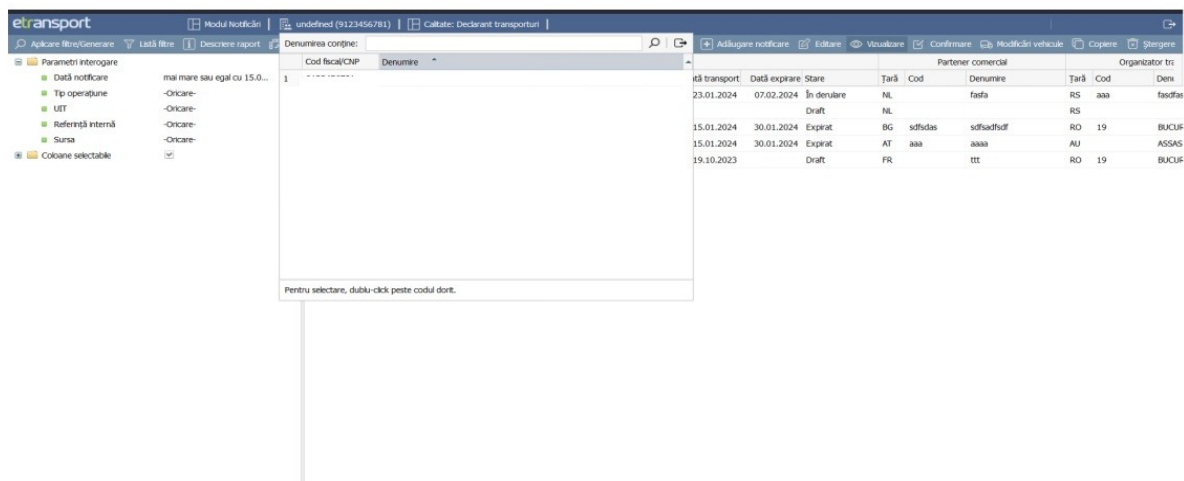 etransport Modul Notificări | undefined (9123456781) | Calitate: Declarant transporturi |
Aplicare filtre/Generare Listă filtre Descriere raport Denumirea conține: Adăugare notificare Editare Vizualizare Confirmare Modificări vehicule Copiere Ștergere
Parametri interogare Cod fiscal/CNP Denumire Partener comercial Organizator tra
Dată notificare mai mare sau egal cu 15.0... 1 tă transport Dată expirare Stare Țară Cod Denumire Țară Cod Denu
Tip operațiune -Oricare- 23.01.2024 07.02.2024 În derulare NL fasfa RS aaa fasdfas
UIT -Oricare- Draft NL RS
Referință internă -Oricare- 15.01.2024 30.01.2024 Expirat BG sdfsdas sdfsadfsdf RO 19 BUCUR
Sursa -Oricare- 15.01.2024 30.01.2024 Expirat AT aaa aaaa AU ASSAS
Coloane selectabile 19.10.2023 Draft FR ttt RO 19 BUCUR
Pentru selectare, dublu-click peste codul dorit.